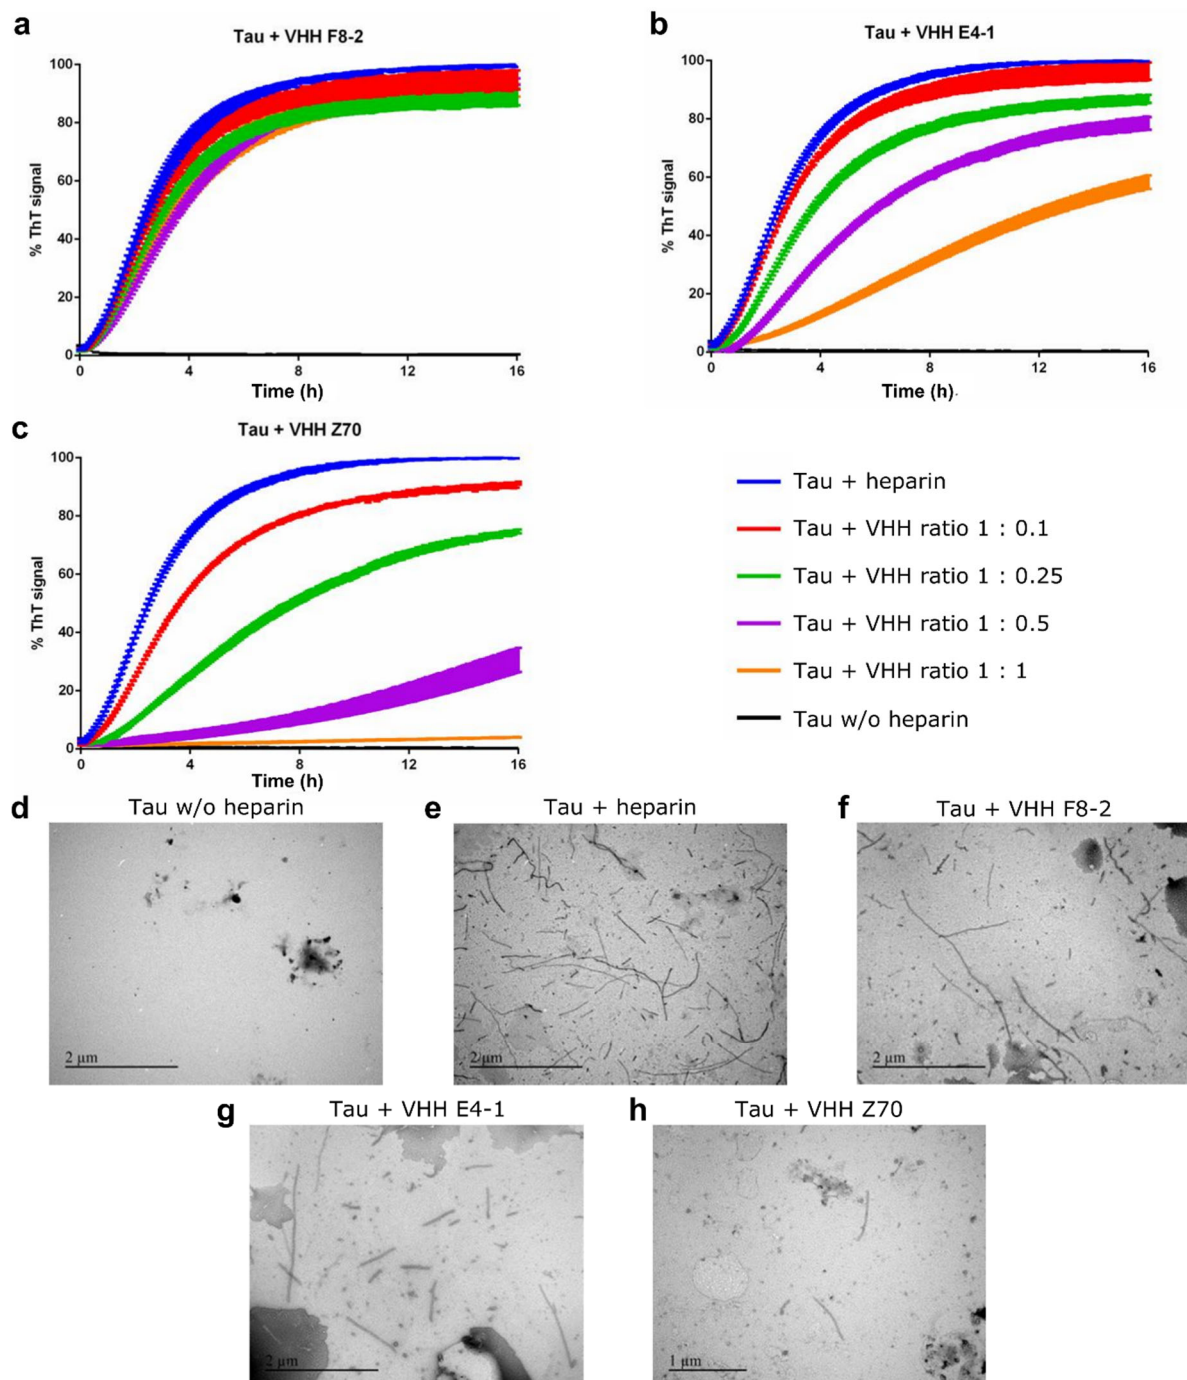 a
Tau + VHH F8-2
100
80
60
40
20
0
% ThT signal
0 4 8 12 16
Time (h)
b
Tau + VHH E4-1
100
80
60
40
20
0
% ThT signal
0 4 8 12 16
Time (h)
c
Tau + VHH Z70
100
80
60
40
20
0
% ThT signal
0 4 8 12 16
Time (h)
Tau + heparin
Tau + VHH ratio 1 : 0.1
Tau + VHH ratio 1 : 0.25
Tau + VHH ratio 1 : 0.5
Tau + VHH ratio 1 : 1
Tau w/o heparin
d
Tau w/o heparin
2 µm
e
Tau + heparin
2 µm
f
Tau + VHH F8-2
2 µm
g
Tau + VHH E4-1
2 µm
h
Tau + VHH Z70
1 µm